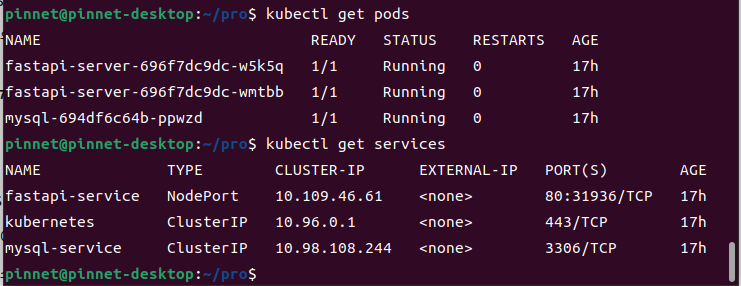 pinnet@pinnet-desktop:~/pro$ kubectl get pods
NAME READY STATUS RESTARTS AGE
fastapi-server-696f7dc9dc-w5k5q 1/1 Running 0 17h
fastapi-server-696f7dc9dc-wmtbb 1/1 Running 0 17h
mysql-694df6c64b-ppwzd 1/1 Running 0 17h
pinnet@pinnet-desktop:~/pro$ kubectl get services
NAME TYPE CLUSTER-IP EXTERNAL-IP PORT(S) AGE
fastapi-service NodePort 10.109.46.61 <none> 80:31936/TCP 17h
kubernetes ClusterIP 10.96.0.1 <none> 443/TCP 17h
mysql-service ClusterIP 10.98.108.244 <none> 3306/TCP 17h
pinnet@pinnet-desktop:~/pro$